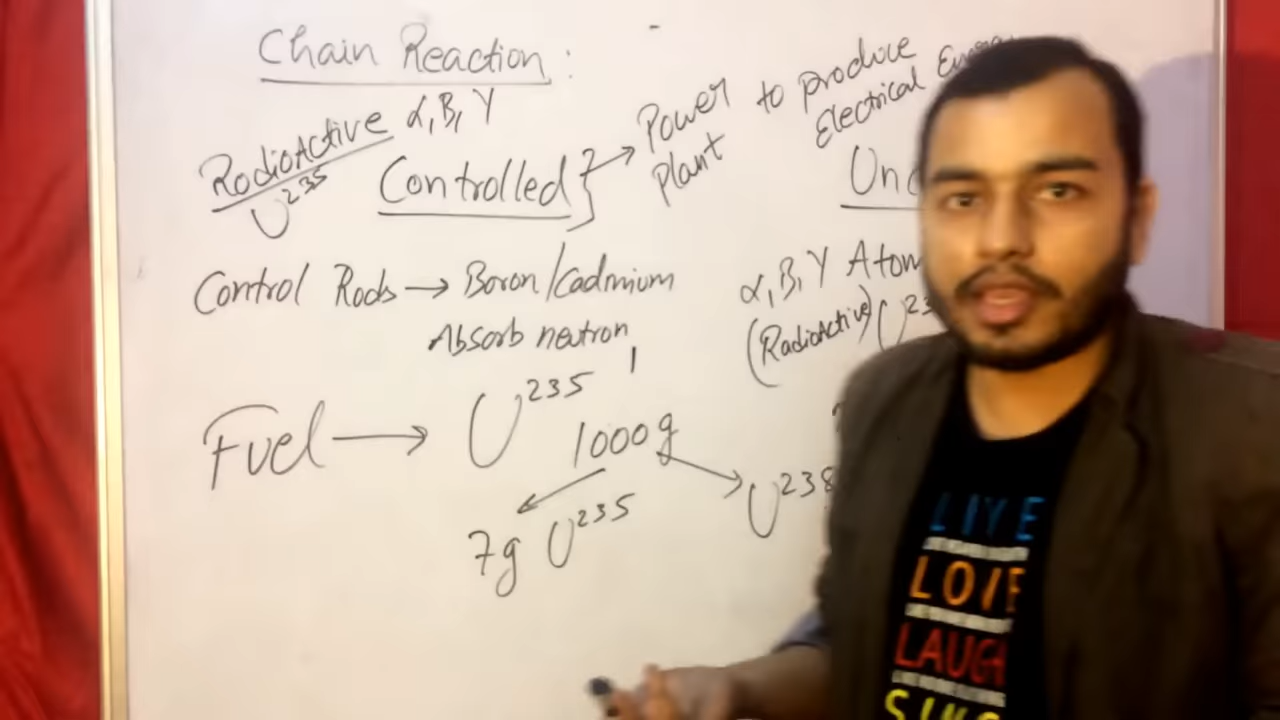 Chain Reaction :
RadioActive α, β, γ
U²³⁵
Controlled } → Power plant to produce Electrical
Control Rods → Boron/Cadmium
Absorb neutron
α, β, γ Atom
(RadioActive) U
Fuel → U²³⁵
1000g
7g U²³⁵
U²³⁸
LIVE
LOVE
LAUGH